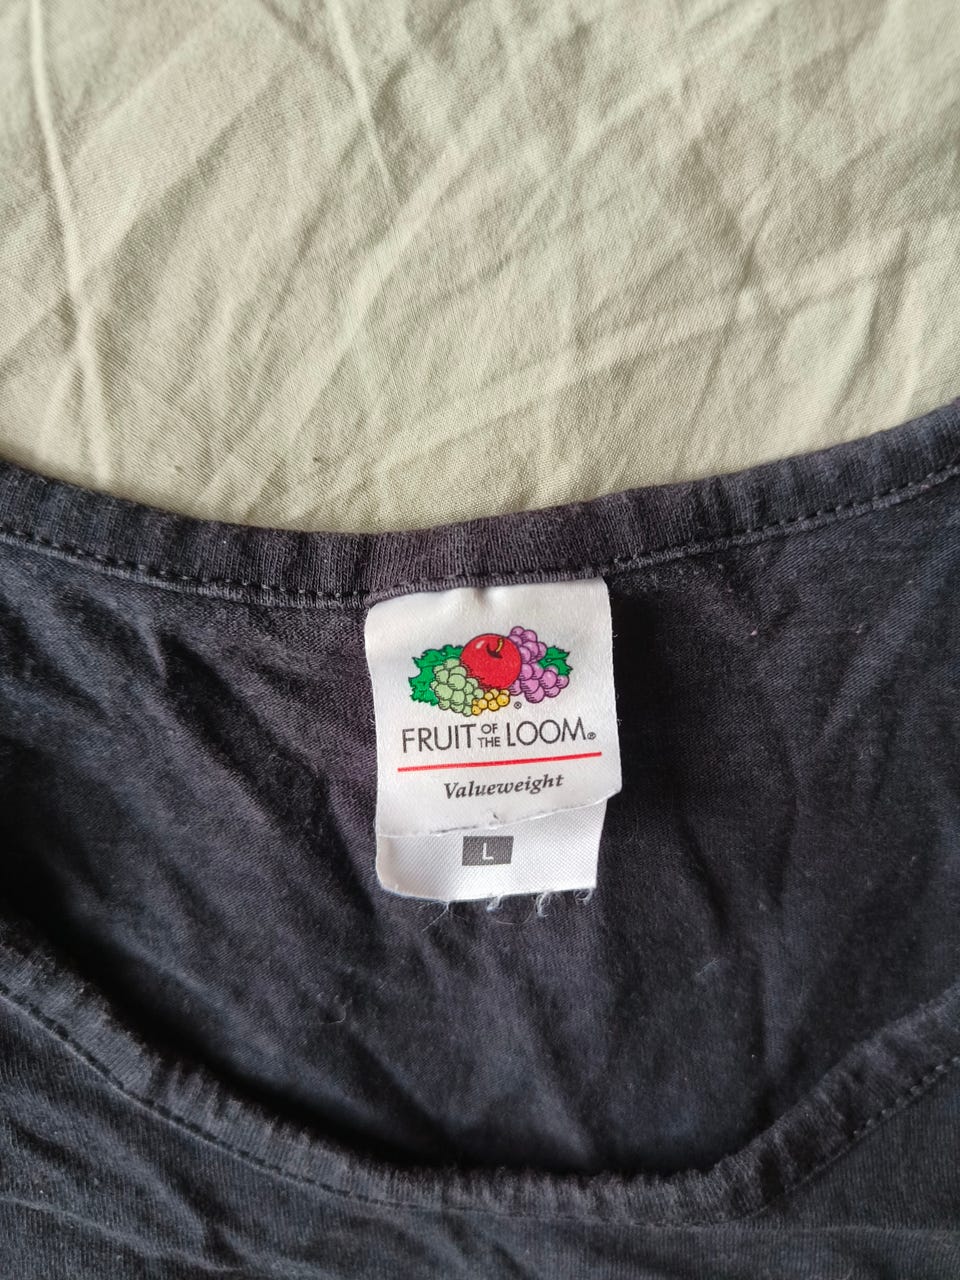 FRUIT OF THE LOOM®
Valueweight
L